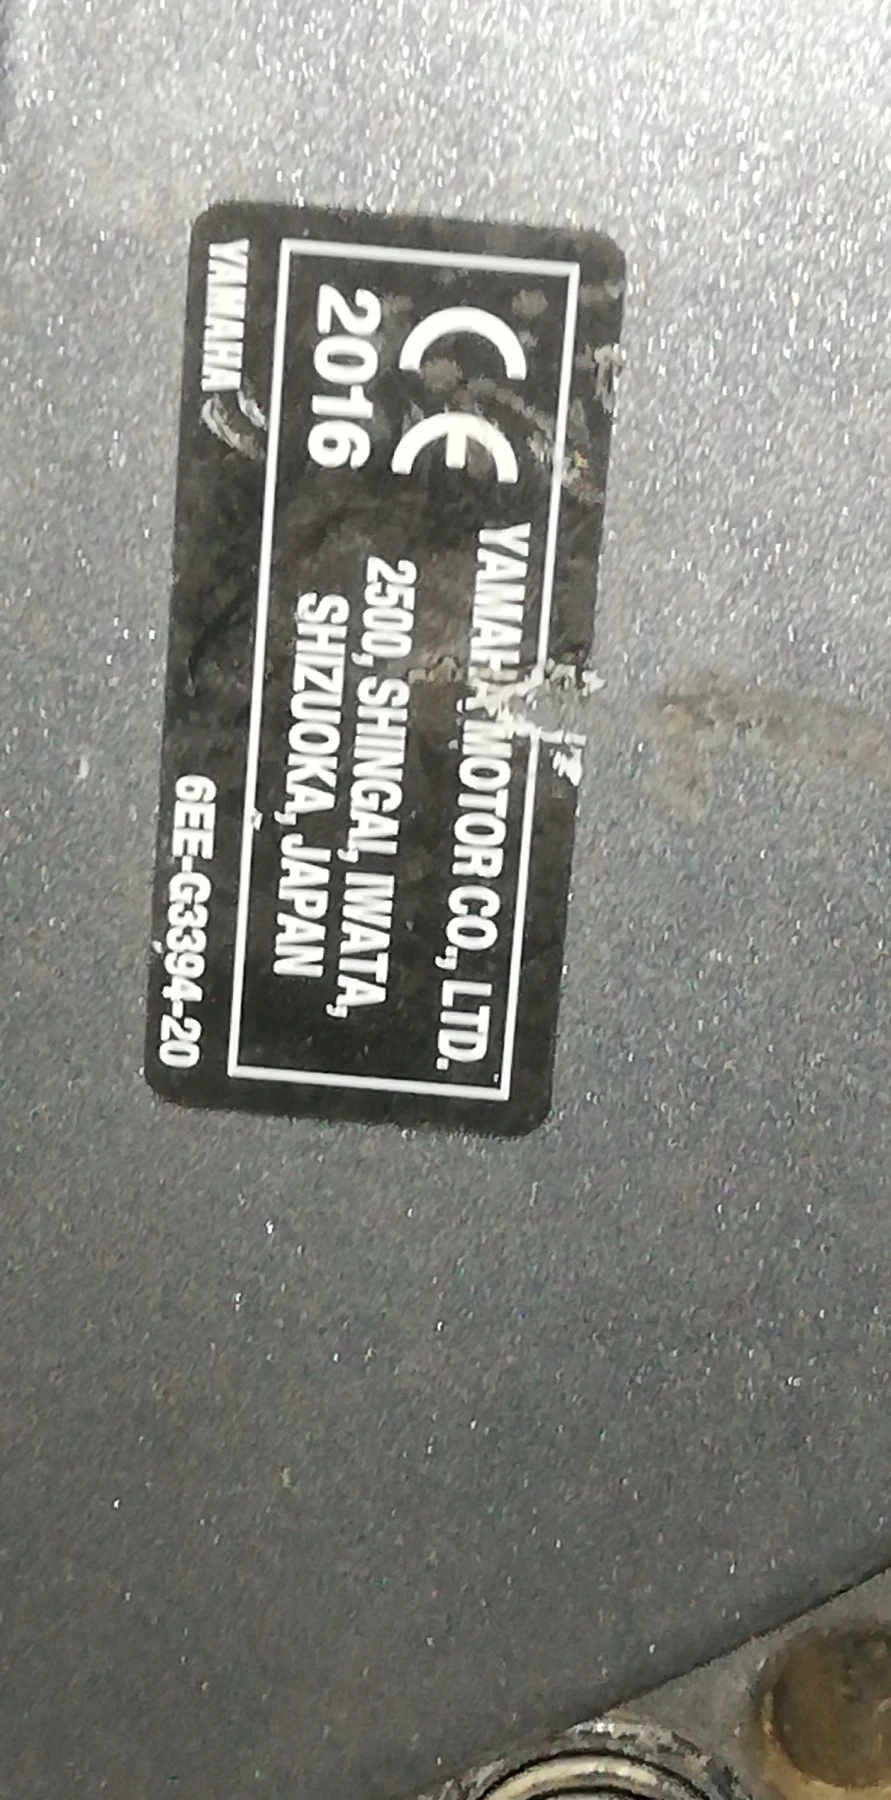 CE YAMAHA MOTOR CO., LTD.
2016 2500, SHINGAI, IWATA,
SHIZUOKA, JAPAN
YAMAHA 6EE-G3394-20